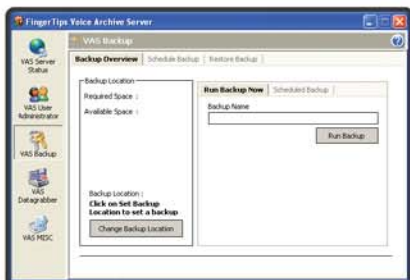 FingerTips Voice Archive Server
VAS Backup
VAS Server Status
VAS User Administrator
VAS Backup
VAS Datagrabber
VAS MISC
Backup Overview
Schedule Backup
Restore Backup
Backup Location
Required Space :
Available Space :
Backup Location :
Click on Set Backup
Location to set a backup
Change Backup Location
Run Backup Now
Scheduled Backup
Backup Name
Run Backup